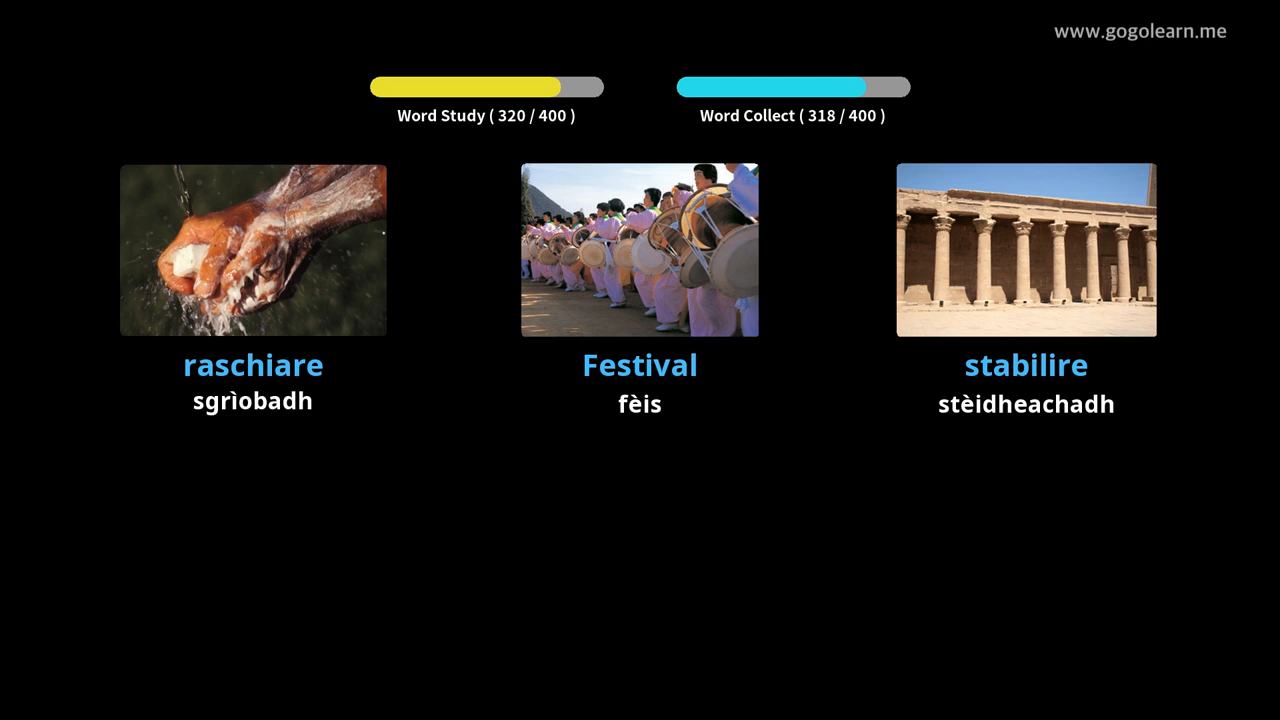 www.gogolearn.me
Word Study ( 320 / 400 )
Word Collect ( 318 / 400 )
raschiare
sgrìobadh
Festival
fèis
stabilire
stèidheachadh